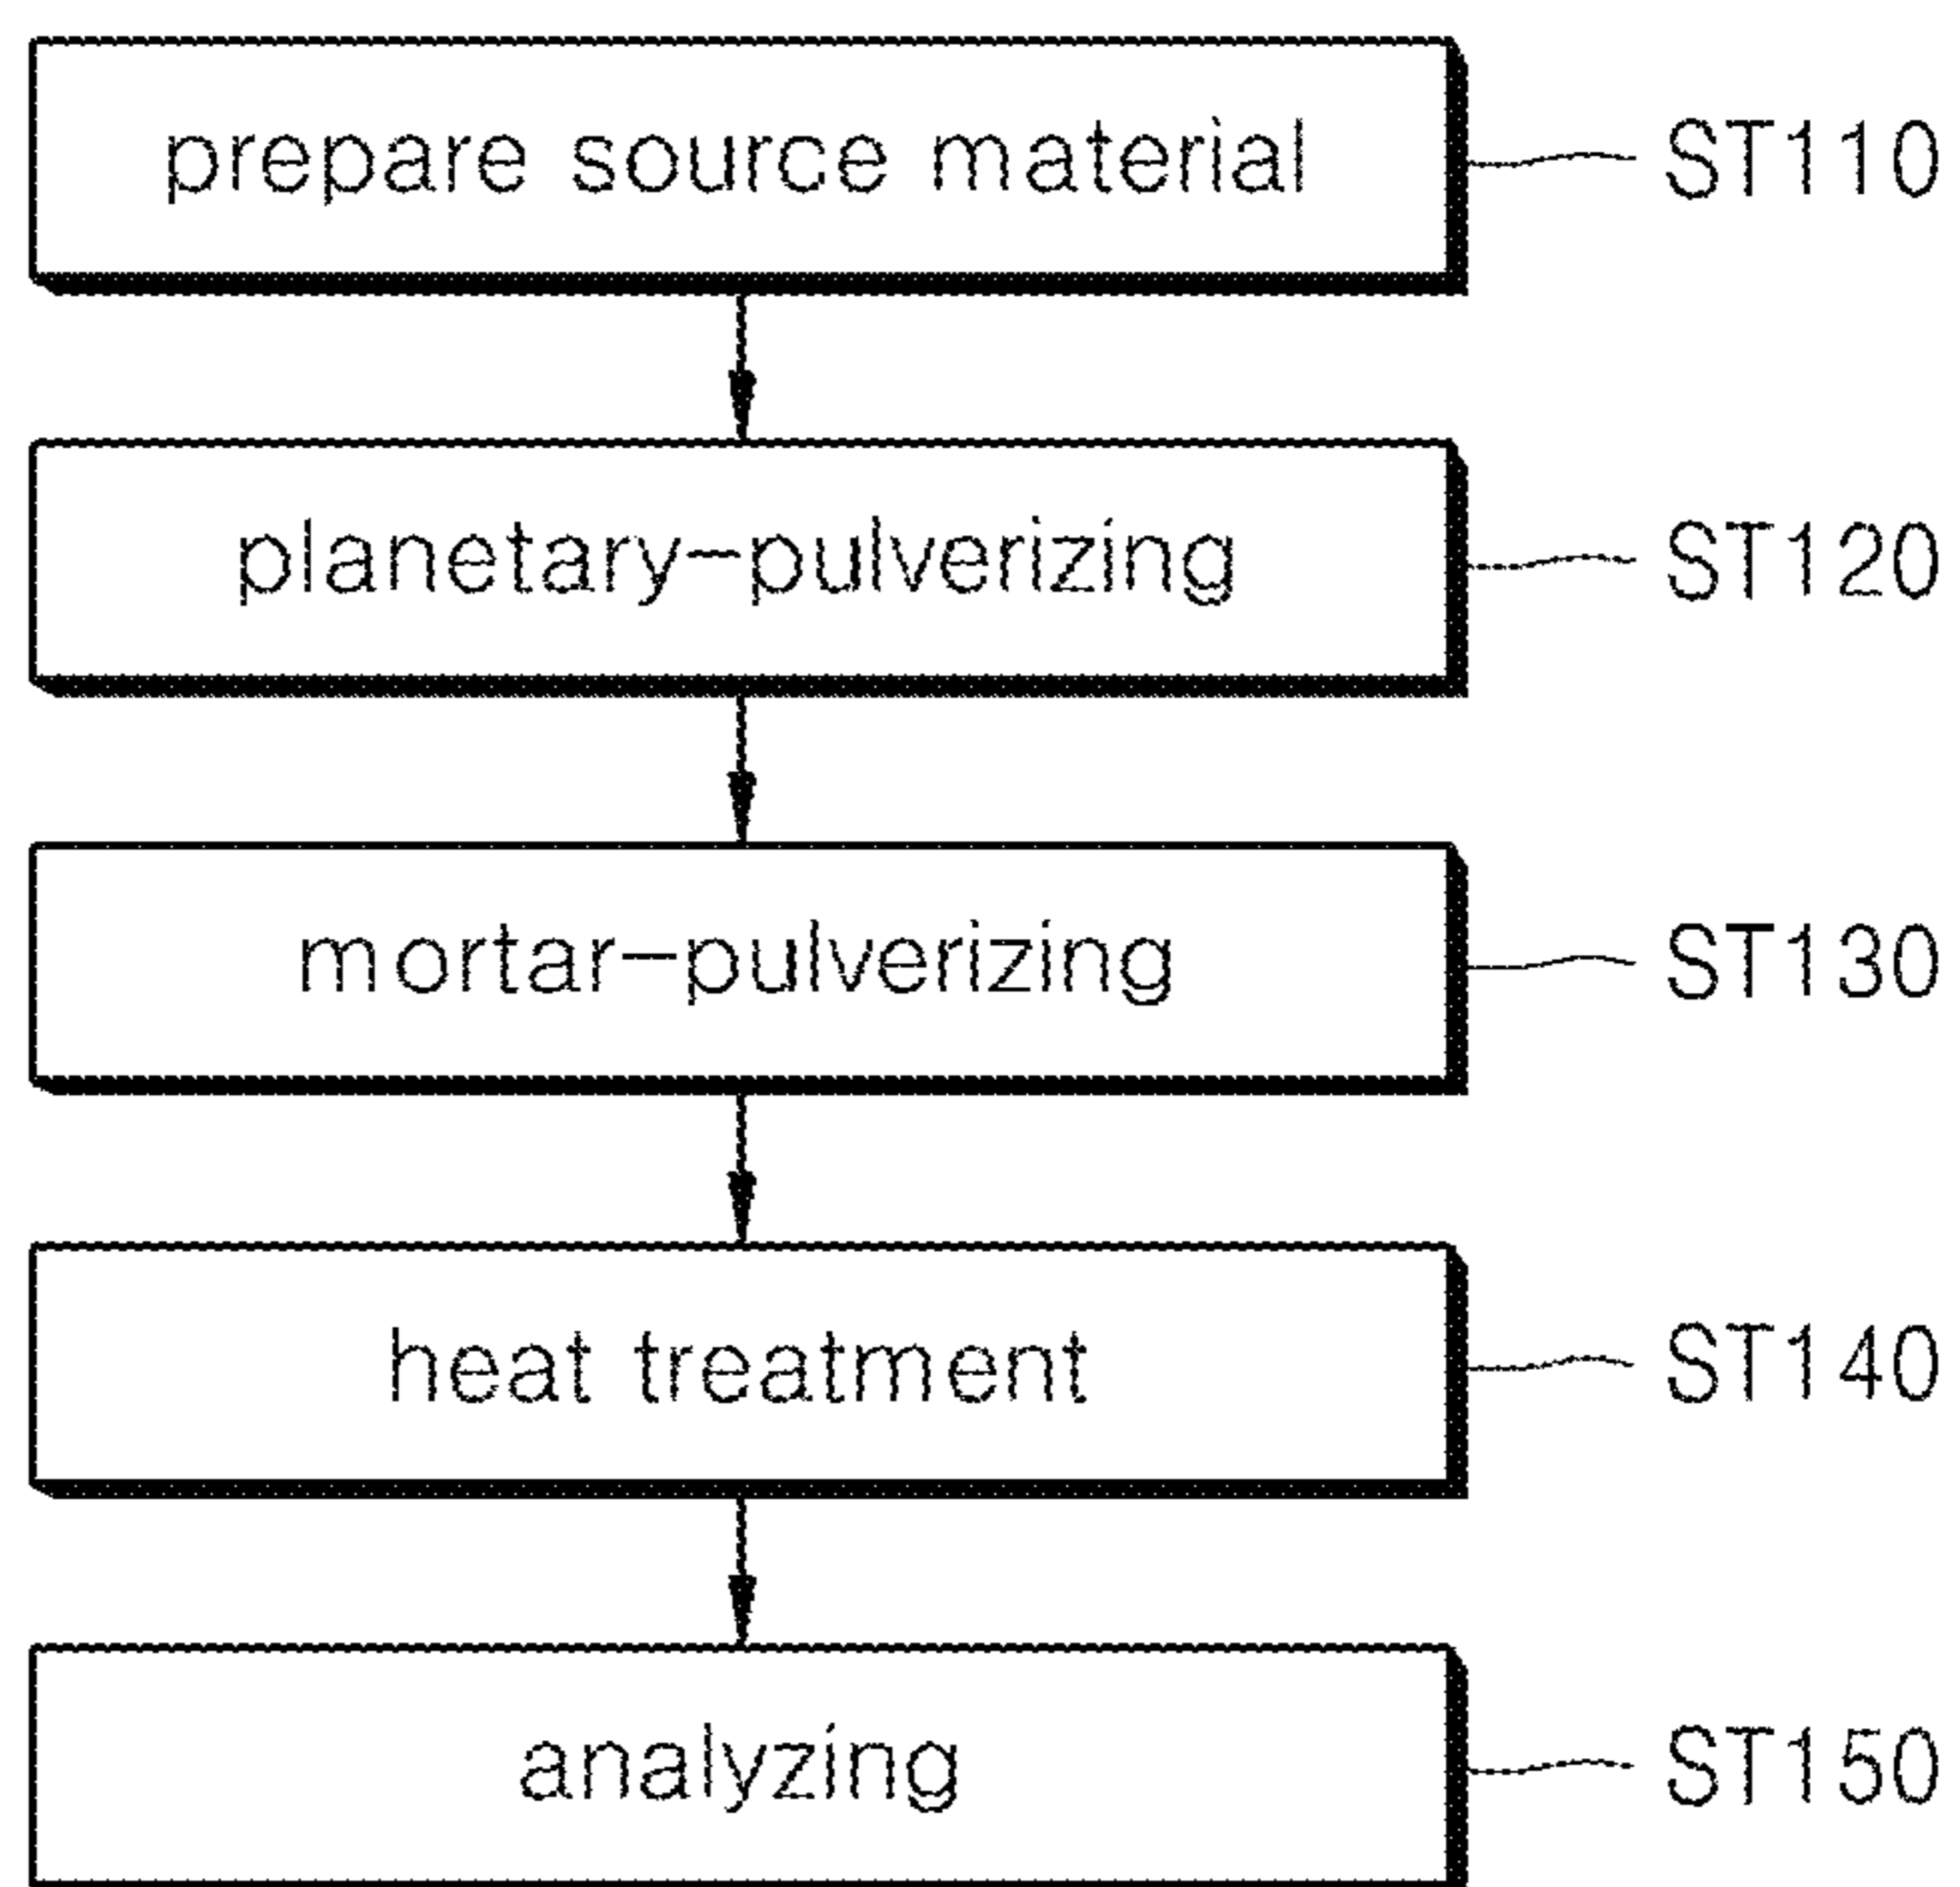 prepare source material ST110
planetary-pulverizing ST120
mortar-pulverizing ST130
heat treatment ST140
analyzing ST150